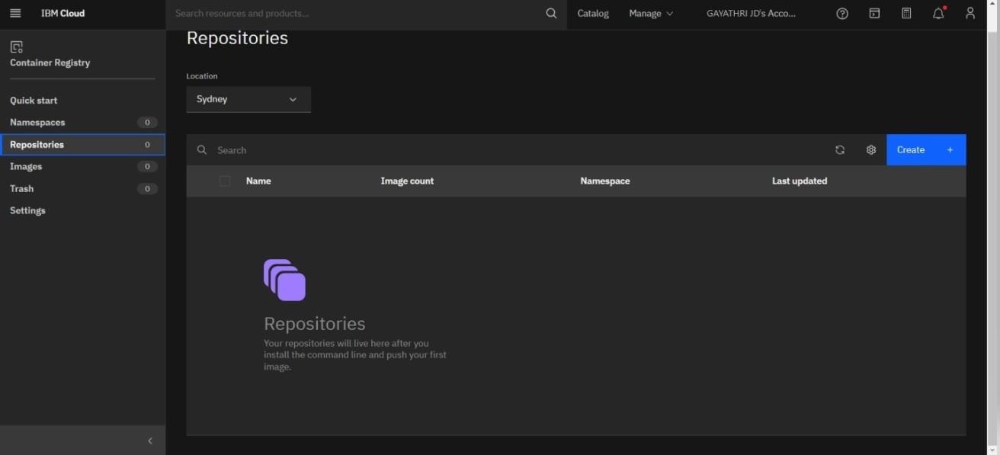 IBM Cloud
Search resources and products...
Catalog
Manage
GAYATHRI JD's Acco...
Container Registry
Quick start
Namespaces 0
Repositories 0
Images 0
Trash 0
Settings
Repositories
Location
Sydney
Search
Create +
Name Image count Namespace Last updated
Repositories
Your repositories will live here after you
install the command line and push your first
image.